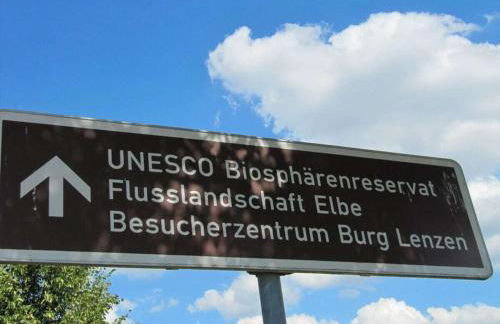 UNESCO Biosphärenreservat
Flusslandschaft Elbe
Besucherzentrum Burg Lenzen